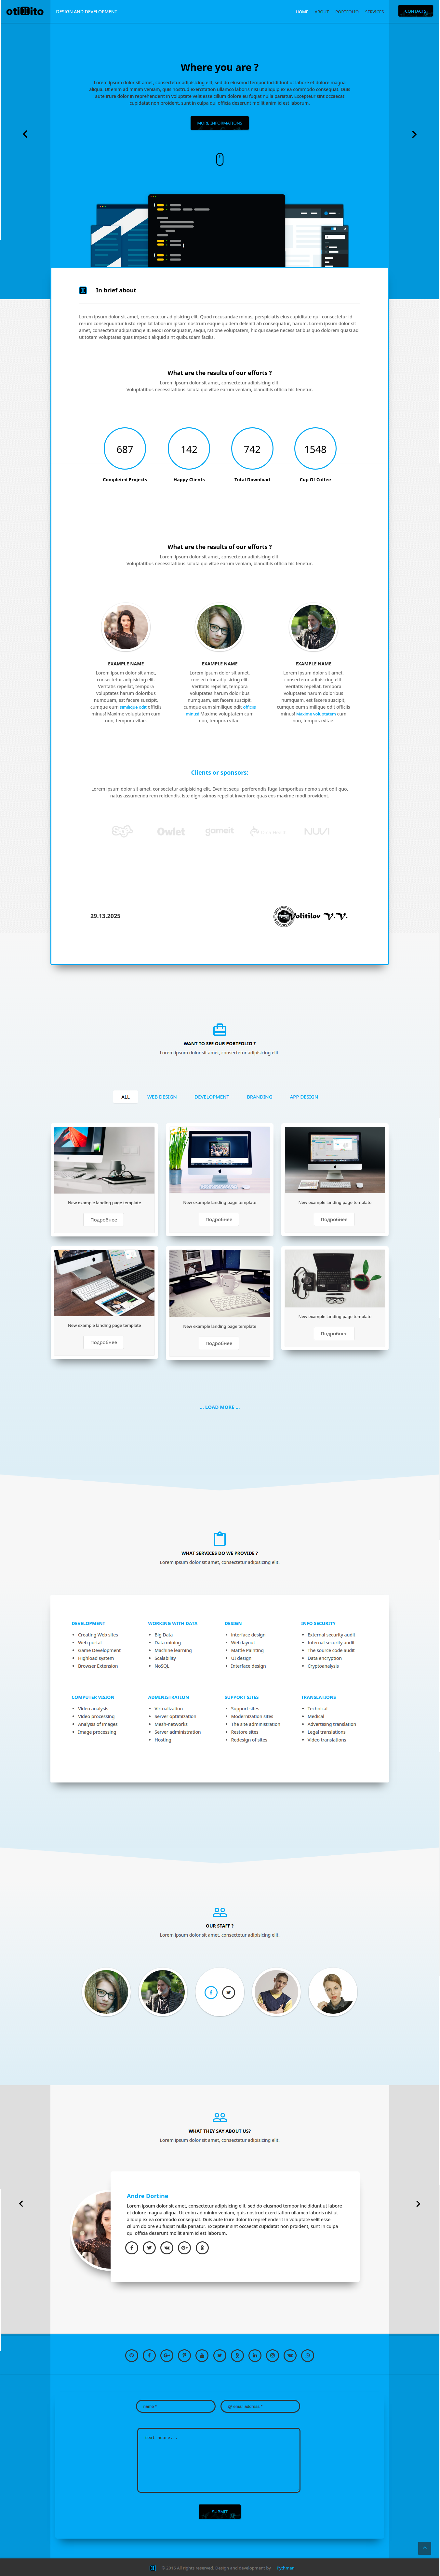 otiDito
DESIGN AND DEVELOPMENT
HOME ABOUT PORTFOLIO SERVICES
CONTACTS
Where you are ?
Lorem ipsum dolor sit amet, consectetur adipisicing elit, sed do eiusmod tempor incididunt ut labore et dolore magna
aliqua. Ut enim ad minim veniam, quis nostrud exercitation ullamco laboris nisi ut aliquip ex ea commodo consequat. Duis
aute irure dolor in reprehenderit in voluptate velit esse cillum dolore eu fugiat nulla pariatur. Excepteur sint occaecat
cupidatat non proident, sunt in culpa qui officia deserunt mollit anim id est laborum.
MORE INFORMATIONS
In brief about
Lorem ipsum dolor sit amet, consectetur adipisicing elit. Quod recusandae minus, perspiciatis eius cupiditate qui, consectetur id
rerum consequuntur iusto repellat laborum ipsam nostrum eaque quidem deleniti ab consequatur, harum. Lorem ipsum dolor sit
amet, consectetur adipisicing elit. Modi consequatur, sequi, ratione voluptatem, hic qui saepe necessitatibus quo dolorem quod ad
ut totam voluptates quas impedit aliquid sint quibusdam facilis.
What are the results of our efforts ?
Lorem ipsum dolor sit amet, consectetur adipisicing elit.
Voluptatibus necessitatibus soluta qui vitae earum veniam, blanditiis officia hic tenetur.
687 142 742 1548
Completed Projects Happy Clients Total Download Cup Of Coffee
What are the results of our efforts ?
Lorem ipsum dolor sit amet, consectetur adipisicing elit.
Voluptatibus necessitatibus soluta qui vitae earum veniam, blanditiis officia hic tenetur.
EXAMPLE NAME
Lorem ipsum dolor sit amet,
consectetur adipisicing elit.
Veritatis repellat, tempora
voluptates harum doloribus
numquam, est facere suscipit,
cumque eum similique odit officiis
minus! Maxime voluptatem cum
non, tempora vitae.
EXAMPLE NAME
Lorem ipsum dolor sit amet,
consectetur adipisicing elit.
Veritatis repellat, tempora
voluptates harum doloribus
numquam, est facere suscipit,
cumque eum similique odit officiis
minus! Maxime voluptatem cum
non, tempora vitae.
EXAMPLE NAME
Lorem ipsum dolor sit amet,
consectetur adipisicing elit.
Veritatis repellat, tempora
voluptates harum doloribus
numquam, est facere suscipit,
cumque eum similique odit officiis
minus! Maxime voluptatem cum
non, tempora vitae.
Clients or sponsors:
Lorem ipsum dolor sit amet, consectetur adipisicing elit. Eveniet sequi perferendis fuga temporibus nemo sunt odit quo,
natus assumenda rem reiciendis, iste dignissimos repellat inventore quas eos maxime modi provident.
Owlet gameit NUVI
29.13.2025
Volitilov V.V.
WANT TO SEE OUR PORTFOLIO ?
Lorem ipsum dolor sit amet, consectetur adipisicing elit.
ALL WEB DESIGN DEVELOPMENT BRANDING APP DESIGN
New example landing page template
Подробнее
New example landing page template
Подробнее
New example landing page template
Подробнее
New example landing page template
Подробнее
New example landing page template
Подробнее
New example landing page template
Подробнее
... LOAD MORE ...
WHAT SERVICES DO WE PROVIDE ?
Lorem ipsum dolor sit amet, consectetur adipisicing elit.
DEVELOPMENT
Creating Web sites
Web portal
Game Development
Highload system
Browser Extension
WORKING WITH DATA
Big Data
Data mining
Machine learning
Scalability
NoSQL
DESIGN
Interface design
Web layout
Mattle Painting
UI design
Interface design
INFO SECURITY
External security audit
Internal security audit
The source code audit
Data encryption
Cryptoanalysis
COMPUTER VISION
Video analysis
Video processing
Analysis of images
Image processing
ADMINISTRATION
Virtualization
Server optimization
Mesh-networks
Server administration
Hosting
SUPPORT SITES
Support sites
Modernization sites
The site administration
Restore sites
Redesign of sites
TRANSLATIONS
Technical
Medical
Advertising translation
Legal translations
Video translations
OUR STAFF ?
Lorem ipsum dolor sit amet, consectetur adipisicing elit.
WHAT THEY SAY ABOUT US?
Lorem ipsum dolor sit amet, consectetur adipisicing elit.
Andre Dortine
Lorem ipsum dolor sit amet, consectetur adipisicing elit, sed do eiusmod tempor incididunt ut labore
et dolore magna aliqua. Ut enim ad minim veniam, quis nostrud exercitation ullamco laboris nisi ut
aliquip ex ea commodo consequat. Duis aute irure dolor in reprehenderit in voluptate velit esse
cillum dolore eu fugiat nulla pariatur. Excepteur sint occaecat cupidatat non proident, sunt in culpa
qui officia deserunt mollit anim id est laborum.
name *
@ email address *
text heare...
SUBMIT
© 2016 All rights reserved. Design and development by